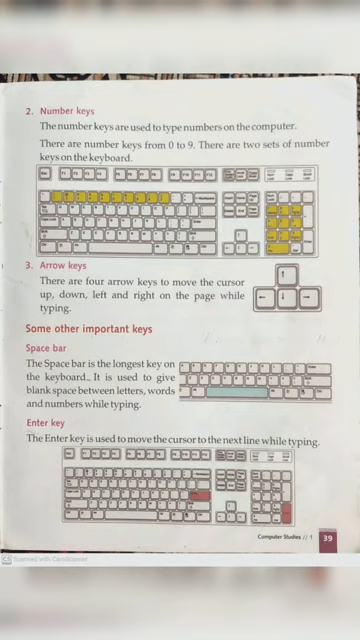 2. Number keys
The number keys are used to type numbers on the computer.
There are number keys from 0 to 9. There are two sets of number
keys on the keyboard.
3. Arrow keys
There are four arrow keys to move the cursor
up, down, left and right on the page while
typing.
Some other important keys
Space bar
The Space bar is the longest key on
the keyboard. It is used to give
blank space between letters, words
and numbers while typing.
Enter key
The Enter key is used to move the cursor to the next line while typing.
Computer Studies // 1 39
CS Scanned with CamScanner